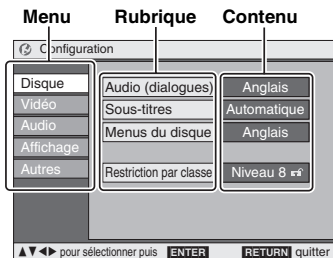 Menu Rubrique Contenu
Configuration
Disque Audio (dialogues) Anglais
Vidéo Sous-titres Automatique
Audio Menus du disque Anglais
Affichage
Autres Restriction par classe Niveau 8
▲▼◀▶ pour sélectionner puis ENTER RETURN quitter